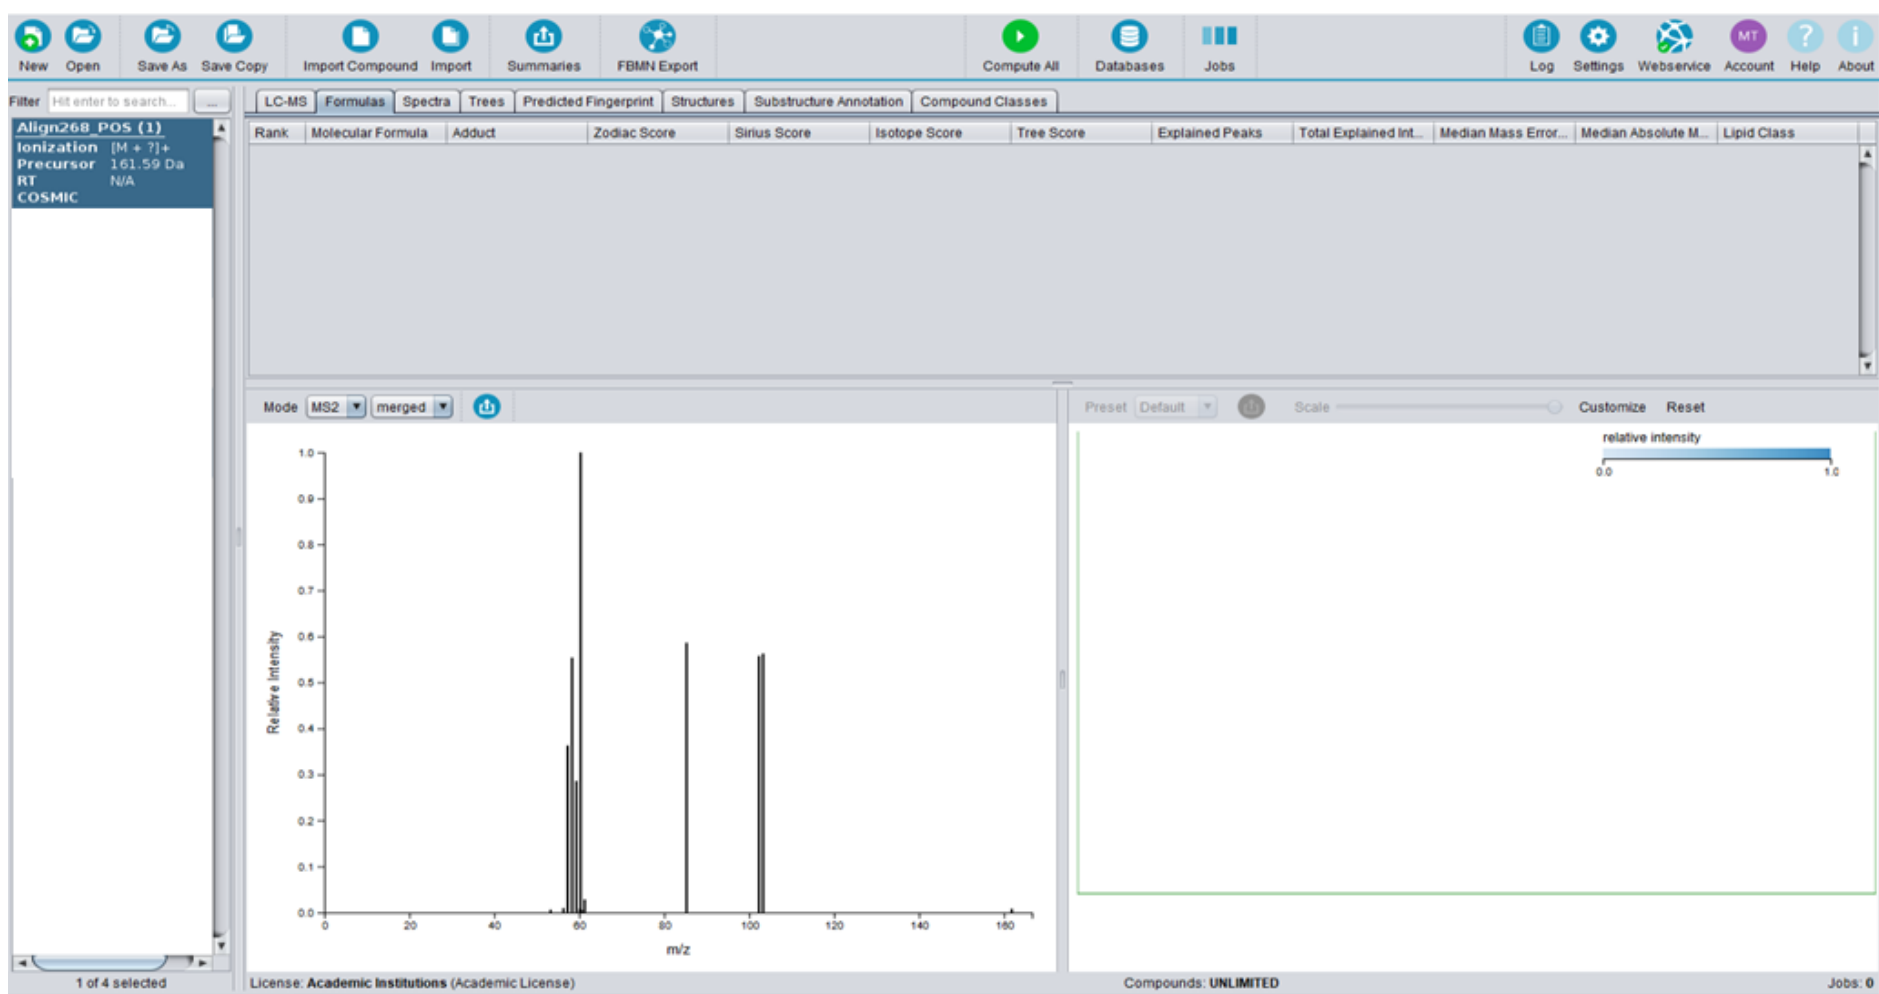 New Open Save As Save Copy Import Compound Import Summaries FBMN Export Compute All Databases Jobs Log Settings Webservice MT Account ? Help i About
Filter Hit enter to search... ...
LC-MS Formulas Spectra Trees Predicted Fingerprint Structures Substructure Annotation Compound Classes
Align268_POS (1)
Ionization [M + ?]+
Precursor 161.59 Da
RT N/A
COSMIC
Rank Molecular Formula Adduct Zodiac Score Sirius Score Isotope Score Tree Score Explained Peaks Total Explained Int... Median Mass Error... Median Absolute M... Lipid Class
Mode MS2 merged
Preset Default Scale Customize Reset
relative intensity
0.0 1.0
1.0
0.9
0.8
0.7
0.6
0.5
0.4
0.3
0.2
0.1
0.0
Relative Intensity
0 20 40 60 80 100 120 140 160
m/z
1 of 4 selected
License: Academic Institutions (Academic License)
Compounds: UNLIMITED
Jobs: 0